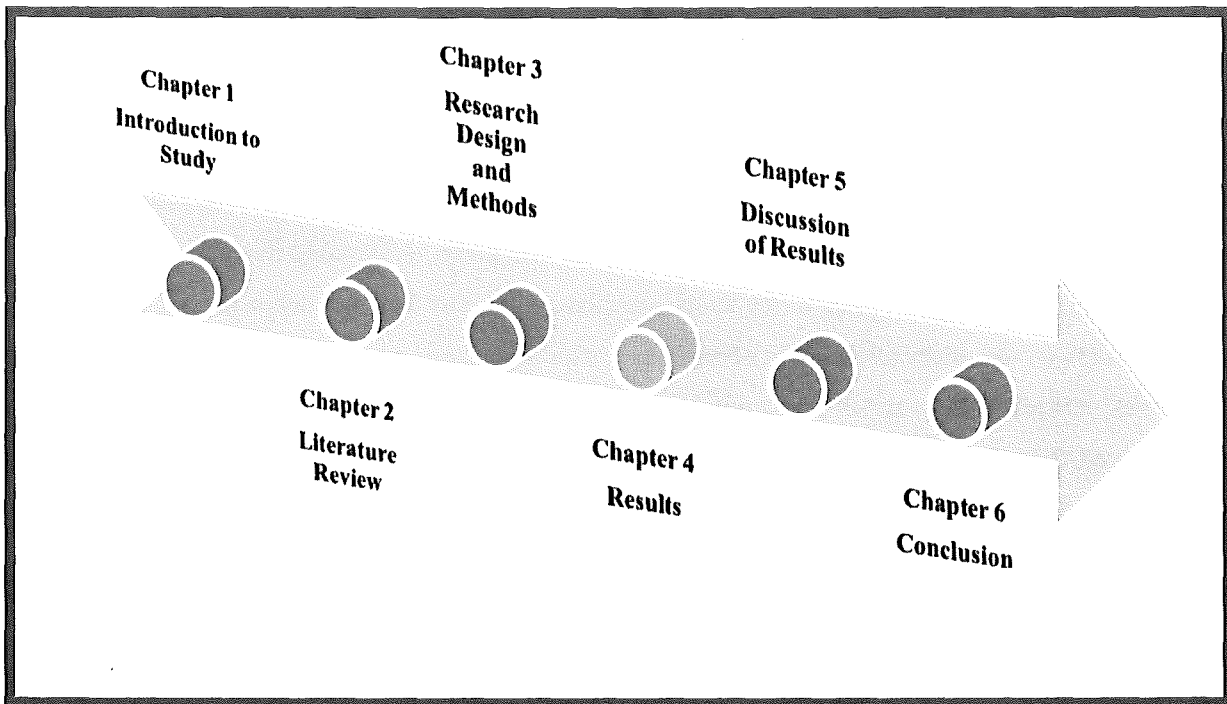 Chapter 1
Introduction to
Study
Chapter 2
Literature
Review
Chapter 3
Research
Design
and
Methods
Chapter 4
Results
Chapter 5
Discussion
of Results
Chapter 6
Conclusion